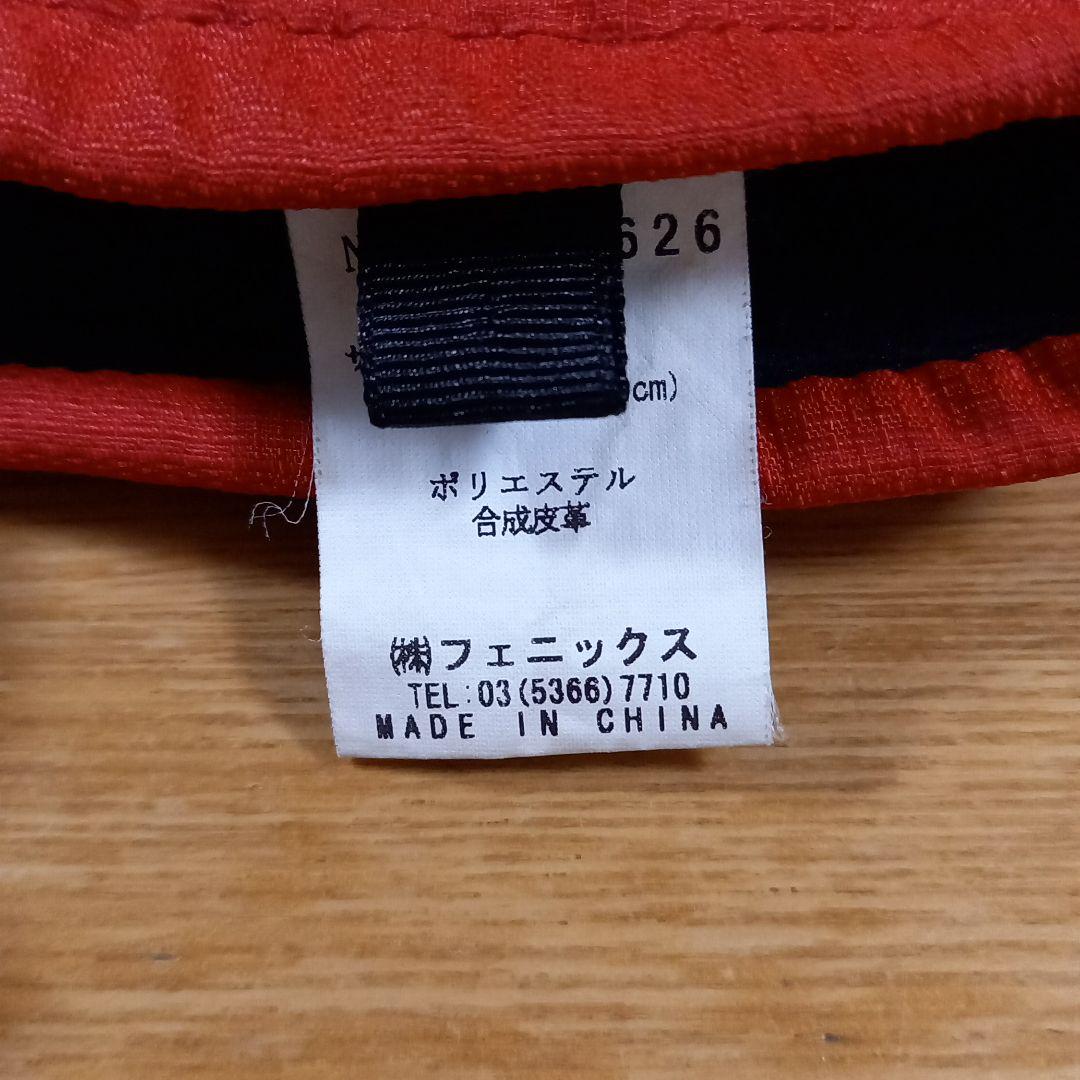 626
cm)
ポリエステル
合成皮革
㈱フェニックス
TEL:03(5366)7710
MADE IN CHINA